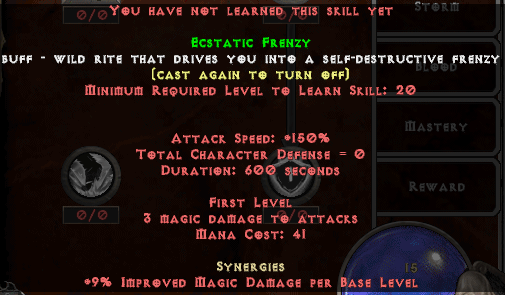 You have not learned this skill yet
Storm
0/0
0/0
Ecstatic Frenzy
buff - wild rite that drives you into a self-destructive frenzy
Blood
(cast again to turn off)
Minimum Required Level to Learn Skill: 20
Mastery
Attack Speed: +150%
Total Character Defense = 0
Duration: 600 seconds
Reward
First Level
0/0
0/0
3 magic damage to attacks
Mana Cost: 41
Synergies
15
+9% Improved Magic Damage per Base Level